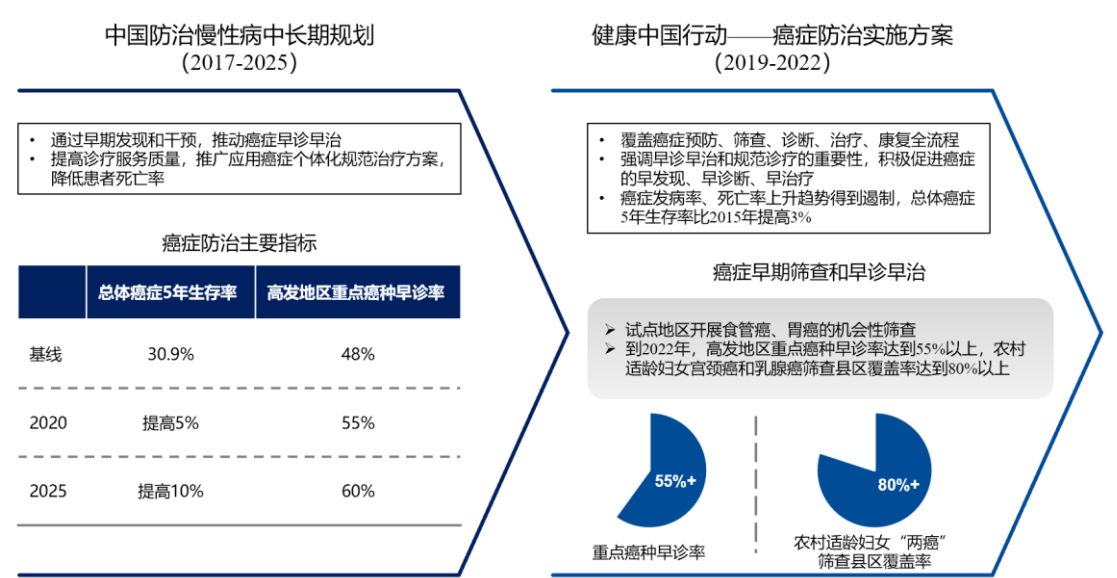 中国防治慢性病中长期规划
（2017-2025）
• 通过早期发现和干预，推动癌症早诊早治
• 提高诊疗服务质量，推广应用癌症个体化规范治疗方案，
降低患者死亡率
癌症防治主要指标
总体癌症5年生存率 高发地区重点癌种早诊率
基线 30.9% 48%
2020 提高5% 55%
2025 提高10% 60%
健康中国行动——癌症防治实施方案
（2019-2022）
• 覆盖癌症预防、筛查、诊断、治疗、康复全流程
• 强调早诊早治和规范诊疗的重要性，积极促进癌症
的早发现、早诊断、早治疗
• 癌症发病率、死亡率上升趋势得到遏制，总体癌症
5年生存率比2015年提高3%
癌症早期筛查和早诊早治
➢ 试点地区开展食管癌、胃癌的机会性筛查
➢ 到2022年，高发地区重点癌种早诊率达到55%以上，农村
适龄妇女宫颈癌和乳腺癌筛查县区覆盖率达到80%以上
55%+
重点癌种早诊率
80%+
农村适龄妇女“两癌”
筛查县区覆盖率